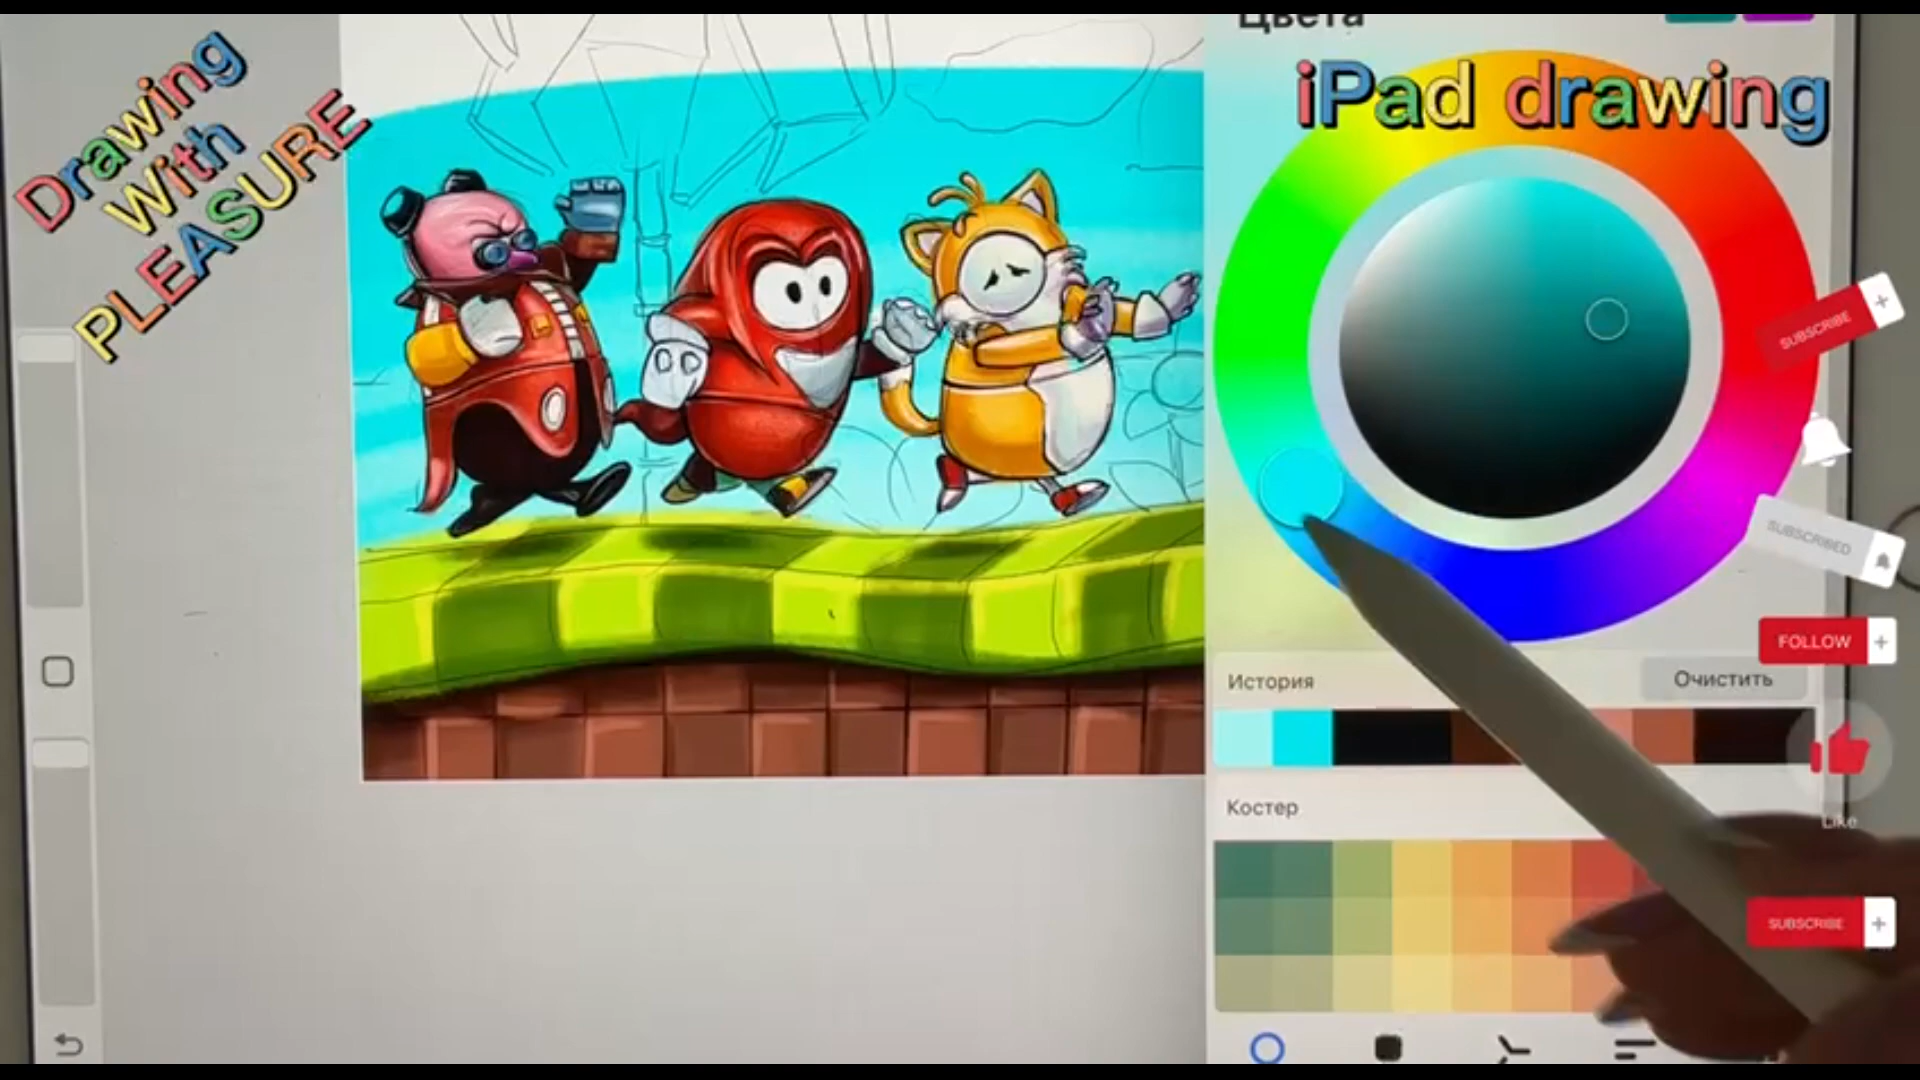 Drawing
With
PLEASURE
Цвета
iPad drawing
SUBSCRIBE
SUBSCRIBED
FOLLOW
История
Очистить
Like
Костер
SUBSCRIBE